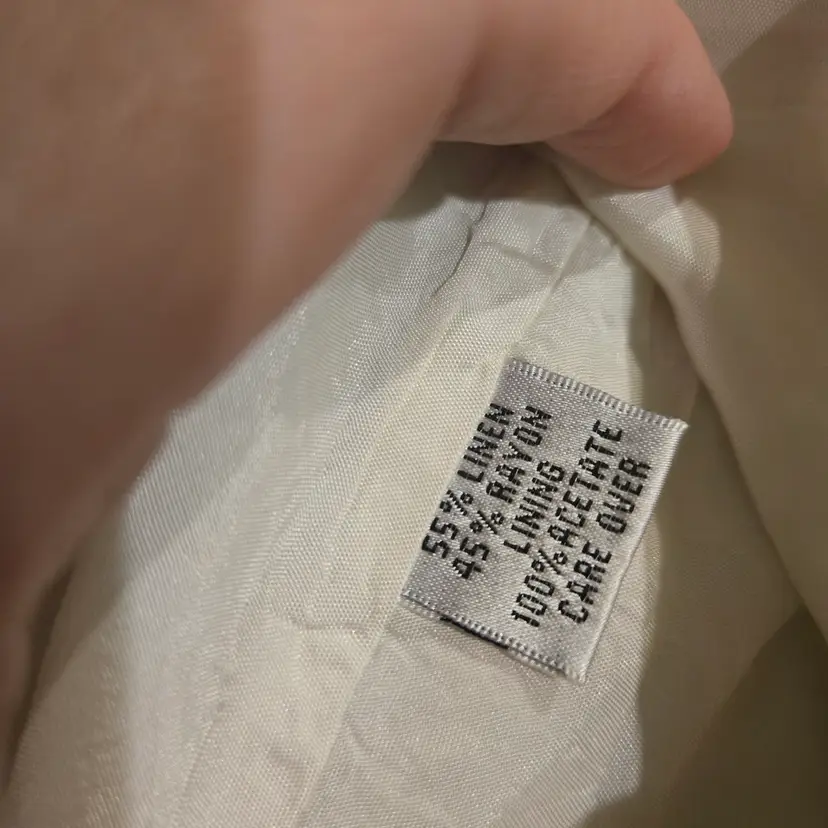 55% LINEN
45% RAYON
LINING
100% ACETATE
CARE OVER